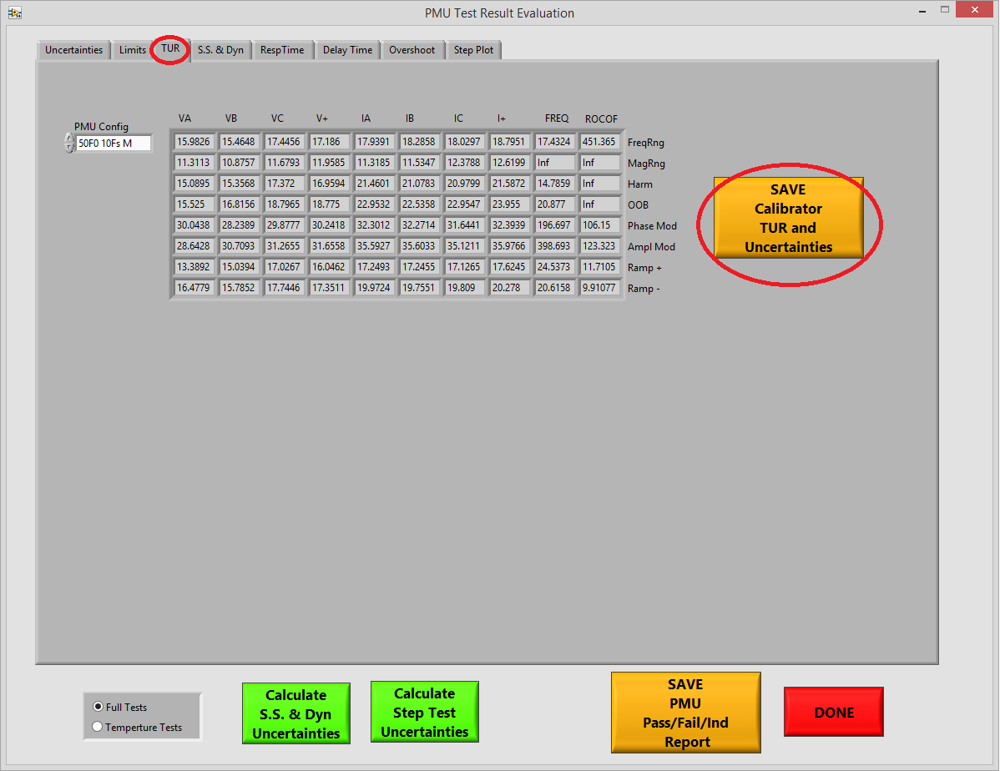 PMU Test Result Evaluation
Uncertainties Limits TUR S.S. & Dyn RespTime Delay Time Overshoot Step Plot
PMU Config
50F0 10Fs M
VA VB VC V+ IA IB IC I+ FREQ ROCOF
15.9826 15.4648 17.4456 17.186 17.9391 18.2858 18.0297 18.7951 17.4324 451.365 FreqRng
11.3113 10.8757 11.6793 11.9585 11.3185 11.5347 12.3788 12.6199 Inf Inf MagRng
15.0895 15.3568 17.372 16.9594 21.4601 21.0783 20.9799 21.5872 14.7859 Inf Harm
15.525 16.8156 18.7965 18.775 22.9532 22.5358 22.9547 23.955 20.877 Inf OOB
30.0438 28.2389 29.8777 30.2418 32.3012 32.2714 31.6441 32.3939 196.697 106.15 Phase Mod
28.6428 30.7093 31.2655 31.6558 35.5927 35.6033 35.1211 35.9766 398.693 123.323 Ampl Mod
13.3892 15.0394 17.0267 16.0462 17.2493 17.2455 17.1265 17.6245 24.5373 11.7105 Ramp +
16.4779 15.7852 17.7446 17.3511 19.9724 19.7551 19.809 20.278 20.6158 9.91077 Ramp -
SAVE
Calibrator
TUR and
Uncertainties
Full Tests
Temperture Tests
Calculate
S.S. & Dyn
Uncertainties
Calculate
Step Test
Uncertainties
SAVE
PMU
Pass/Fail/Ind
Report
DONE